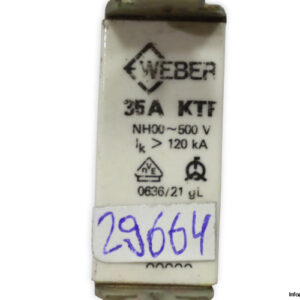 WEBER
35A KTF
NH00~500 V
Ik > 120 kA
0636/21 gL
29664